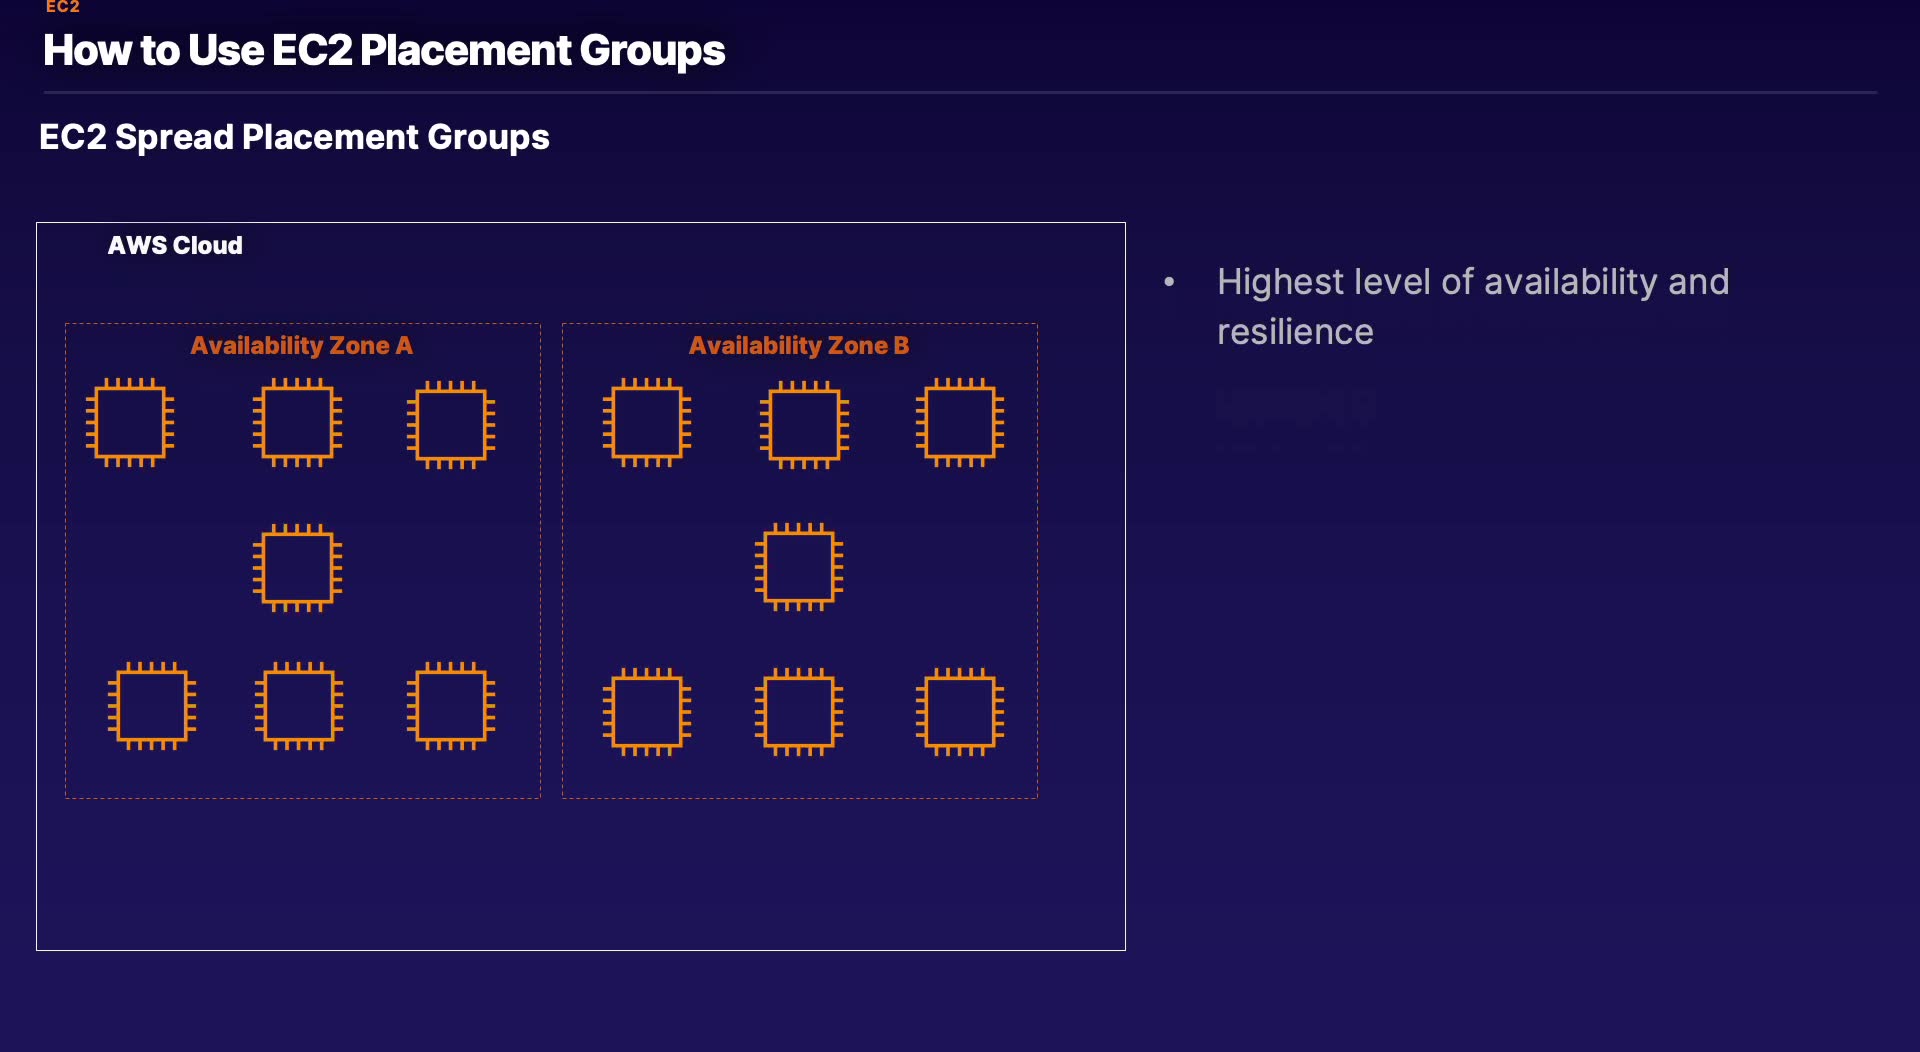 EC2
How to Use EC2 Placement Groups
EC2 Spread Placement Groups
AWS Cloud
Availability Zone A
Availability Zone B
• Highest level of availability and
resilience